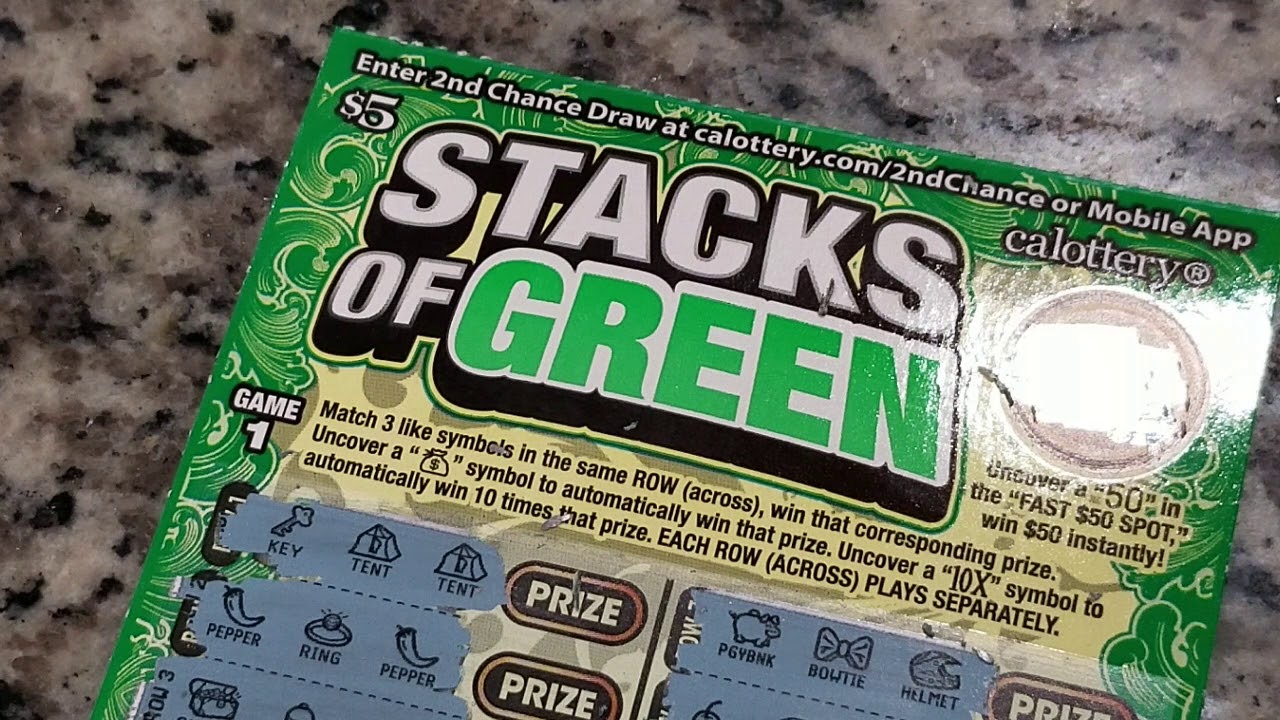 Enter 2nd Chance Draw at calottery.com/2ndChance or Mobile App
$5
calottery®
STACKS
OF GREEN
GAME
1
Match 3 like symbols in the same ROW (across), win that corresponding prize.
Uncover a " " symbol to automatically win that prize. Uncover a "10X" symbol to
automatically win 10 times that prize. EACH ROW (ACROSS) PLAYS SEPARATELY.
Uncover a "50" in
the "FAST $50 SPOT,"
win $50 instantly!
KEY TENT TENT
PRIZE
PEPPER RING PEPPER
PRIZE
ROW 3
PGYBNK BOWTIE HELMET
PRIZE